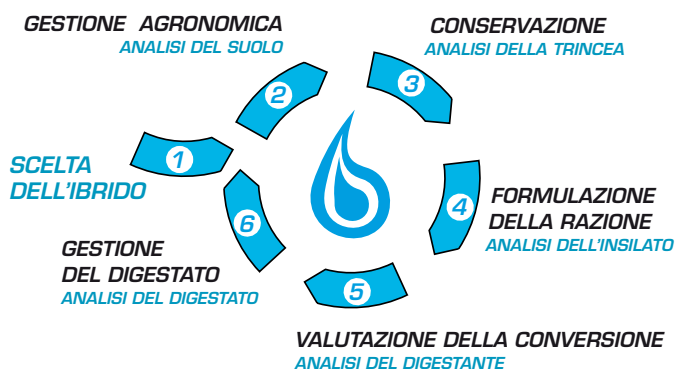 1
SCELTA
DELL'IBRIDO
2
GESTIONE AGRONOMICA
ANALISI DEL SUOLO
3
CONSERVAZIONE
ANALISI DELLA TRINCEA
4
FORMULAZIONE
DELLA RAZIONE
ANALISI DELL'INSILATO
5
VALUTAZIONE DELLA CONVERSIONE
ANALISI DEL DIGESTANTE
6
GESTIONE
DEL DIGESTATO
ANALISI DEL DIGESTATO